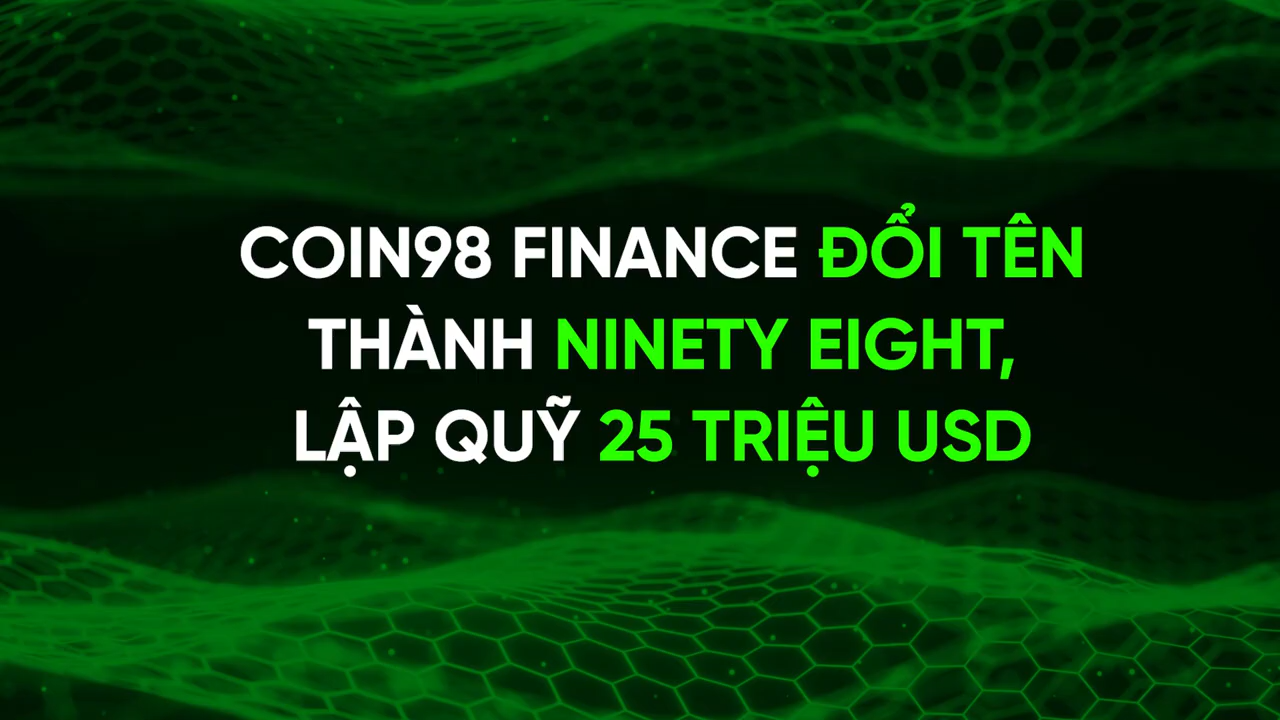 COIN98 FINANCE ĐỔI TÊN
THÀNH NINETY EIGHT,
LẬP QUỸ 25 TRIỆU USD